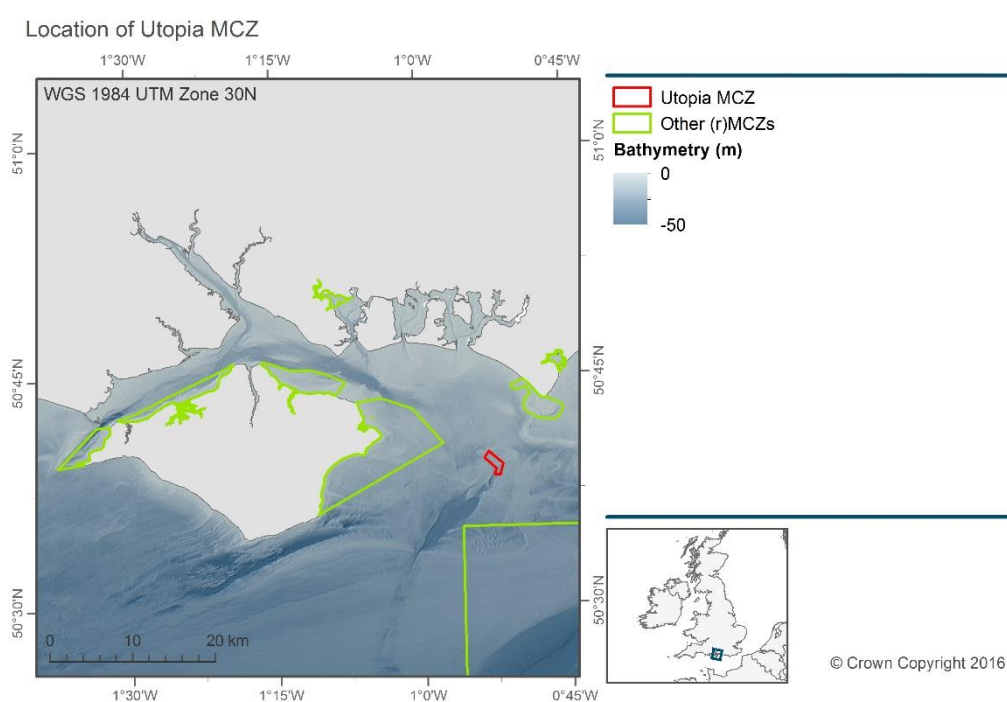 Location of Utopia MCZ
1°30'W 1°15'W 1°0'W 0°45'W
WGS 1984 UTM Zone 30N
Utopia MCZ
Other (r)MCZs
Bathymetry (m)
0
-50
51°0'N 51°0'N
50°45'N 50°45'N
50°30'N 50°30'N
0 10 20 km
© Crown Copyright 2016
1°30'W 1°15'W 1°0'W 0°45'W